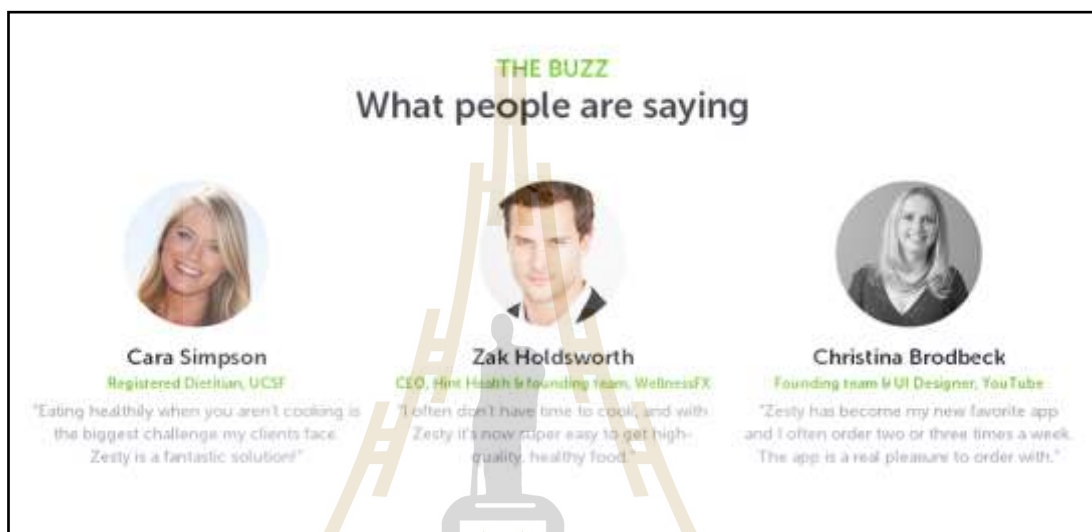 THE BUZZ
What people are saying
Cara Simpson
Registered Dietitian, UCSF
"Eating healthily when you aren't cooking is
the biggest challenge my clients face.
Zesty is a fantastic solution!"
Zak Holdsworth
CEO, Hint Health & founding team, WellnessFX
"I often don't have time to cook, and with
Zesty it's now super easy to get high-
quality, healthy food."
Christina Brodbeck
Founding team & UI Designer, YouTube
"Zesty has become my new favorite app
and I often order two or three times a week.
The app is a real pleasure to order with."